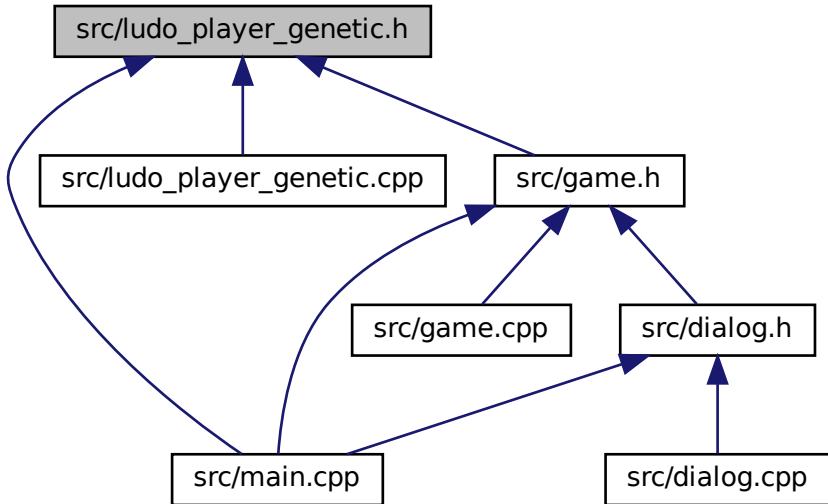 src/ludo_player_genetic.h
src/ludo_player_genetic.cpp
src/game.h
src/game.cpp
src/dialog.h
src/main.cpp
src/dialog.cpp